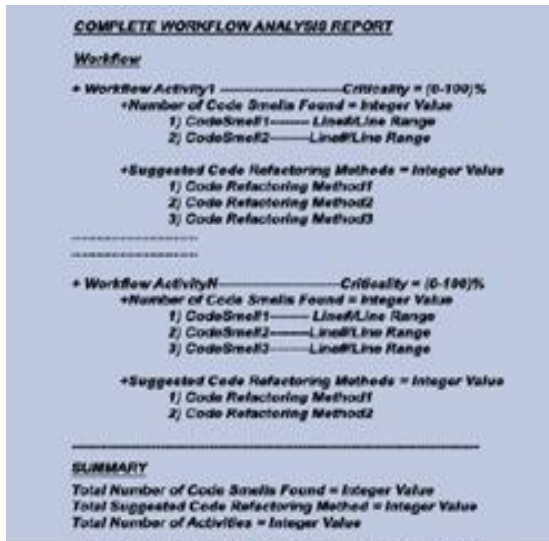 COMPLETE WORKFLOW ANALYSIS REPORT
Workflow
+ Workflow Activity1 ------------------------Criticality = (0-100)%
+Number of Code Smells Found = Integer Value
1) CodeSmell1-------- Line#/Line Range
2) CodeSmell2--------Line#/Line Range
+Suggested Code Refactoring Methods = Integer Value
1) Code Refactoring Method1
2) Code Refactoring Method2
3) Code Refactoring Method3
------------------------
------------------------
+ Workflow ActivityN------------------------Criticality = (0-100)%
+Number of Code Smells Found = Integer Value
1) CodeSmell1-------- Line#/Line Range
2) CodeSmell2--------Line#/Line Range
3) CodeSmell3--------Line#/Line Range
+Suggested Code Refactoring Methods = Integer Value
1) Code Refactoring Method1
2) Code Refactoring Method2
SUMMARY
Total Number of Code Smells Found = Integer Value
Total Suggested Code Refactoring Method = Integer Value
Total Number of Activities = Integer Value